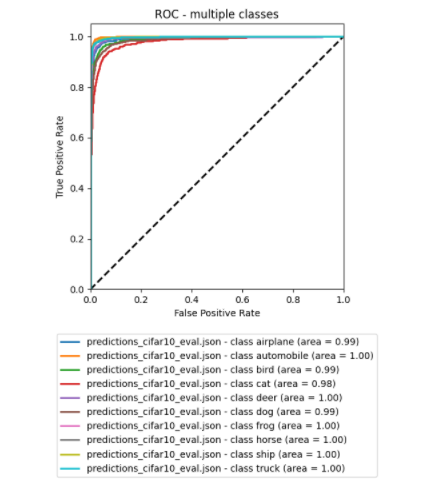 ROC - multiple classes
1.0
0.8
0.6
0.4
0.2
0.0
True Positive Rate
0.0 0.2 0.4 0.6 0.8 1.0
False Positive Rate
predictions_cifar10_eval.json - class airplane (area = 0.99)
predictions_cifar10_eval.json - class automobile (area = 1.00)
predictions_cifar10_eval.json - class bird (area = 0.99)
predictions_cifar10_eval.json - class cat (area = 0.98)
predictions_cifar10_eval.json - class deer (area = 1.00)
predictions_cifar10_eval.json - class dog (area = 0.99)
predictions_cifar10_eval.json - class frog (area = 1.00)
predictions_cifar10_eval.json - class horse (area = 1.00)
predictions_cifar10_eval.json - class ship (area = 1.00)
predictions_cifar10_eval.json - class truck (area = 1.00)